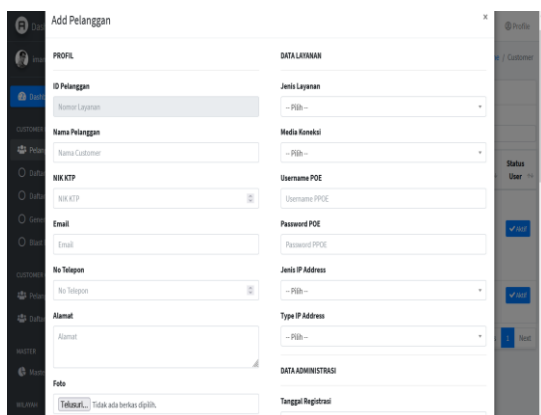 Add Pelanggan
x
PROFIL
ID Pelanggan
Nomor Layanan
Nama Pelanggan
Nama Customer
NIK KTP
NIK KTP
Email
Email
No Telepon
No Telepon
Alamat
Alamat
Foto
Telusuri... Tidak ada berkas dipilih.
DATA LAYANAN
Jenis Layanan
-- Pilih --
Media Koneksi
-- Pilih --
Username POE
Username PPOE
Password POE
Password PPOE
Jenis IP Address
-- Pilih --
Type IP Address
-- Pilih --
DATA ADMINISTRASI
Tanggal Registrasi
Profile
/ Customer
CUSTOMER
CUSTOMER
MASTER
WILAYAH
Status
User
Aktif
Aktif
1 Next